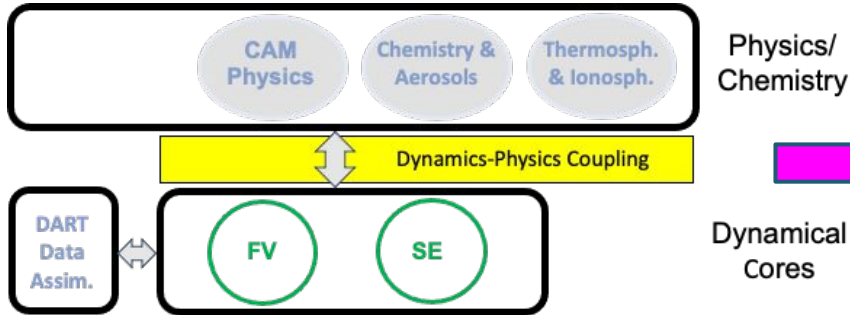 CAM
Physics
Chemistry &
Aerosols
Thermosph.
& Ionosph.
Physics/
Chemistry
Dynamics-Physics Coupling
DART
Data
Assim.
FV
SE
Dynamical
Cores